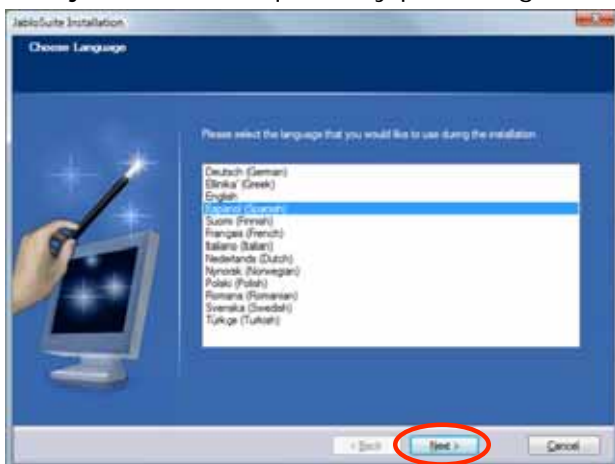 JabloSuite Installation
Choose Language
Please select the language that you would like to use during the installation
Deutsch (German)
Ellinika' (Greek)
English
Espanol (Spanish)
Suomi (Finnish)
Français (French)
Italiano (Italian)
Nederlands (Dutch)
Nynorsk (Norwegian)
Polski (Polish)
Romana (Romanian)
Svenska (Swedish)
Türkçe (Turkish)
< Back Next > Cancel